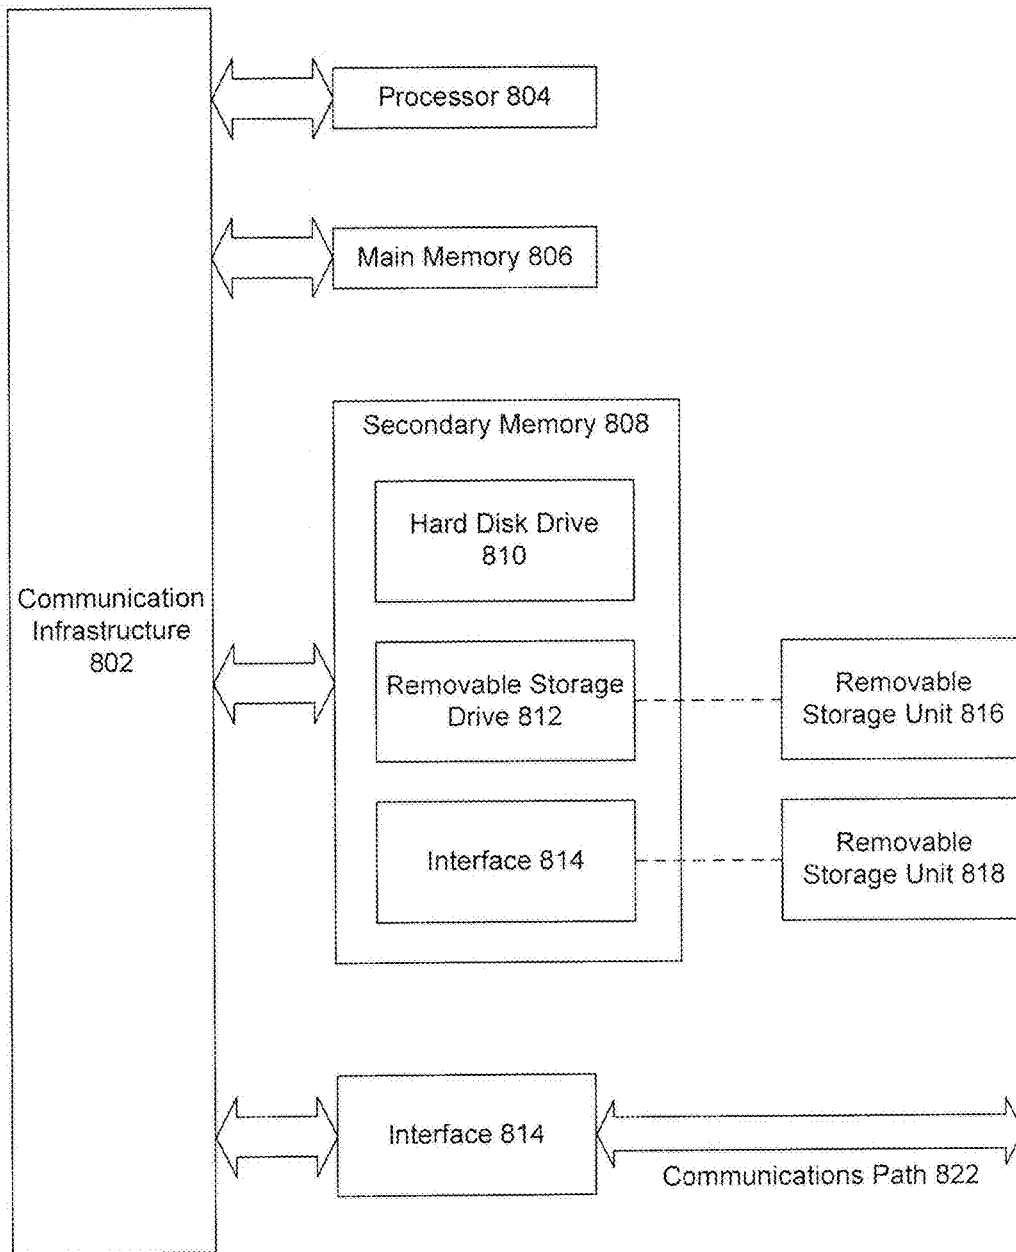 Processor 804
Main Memory 806
Secondary Memory 808
Hard Disk Drive
810
Communication
Infrastructure
802
Removable Storage
Drive 812
Removable
Storage Unit 816
Interface 814
Removable
Storage Unit 818
Interface 814
Communications Path 822